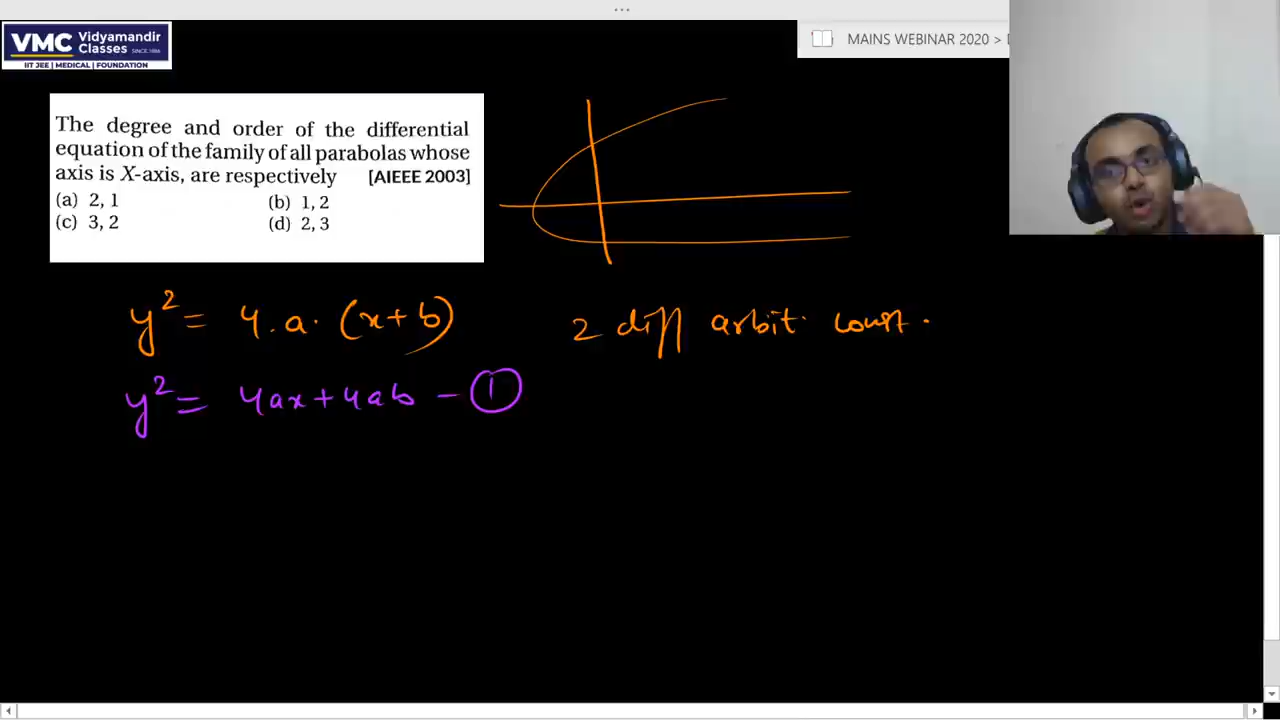 ...
VMC Vidyamandir Classes SINCE 1986
IIT JEE | MEDICAL | FOUNDATION
MAINS WEBINAR 2020 >
The degree and order of the differential
equation of the family of all parabolas whose
axis is X-axis, are respectively [AIEEE 2003]
(a) 2, 1 (b) 1, 2
(c) 3, 2 (d) 2, 3
y² = 4.a.(x+b) 2 diff arbit. const.
y² = 4ax+4ab - ①